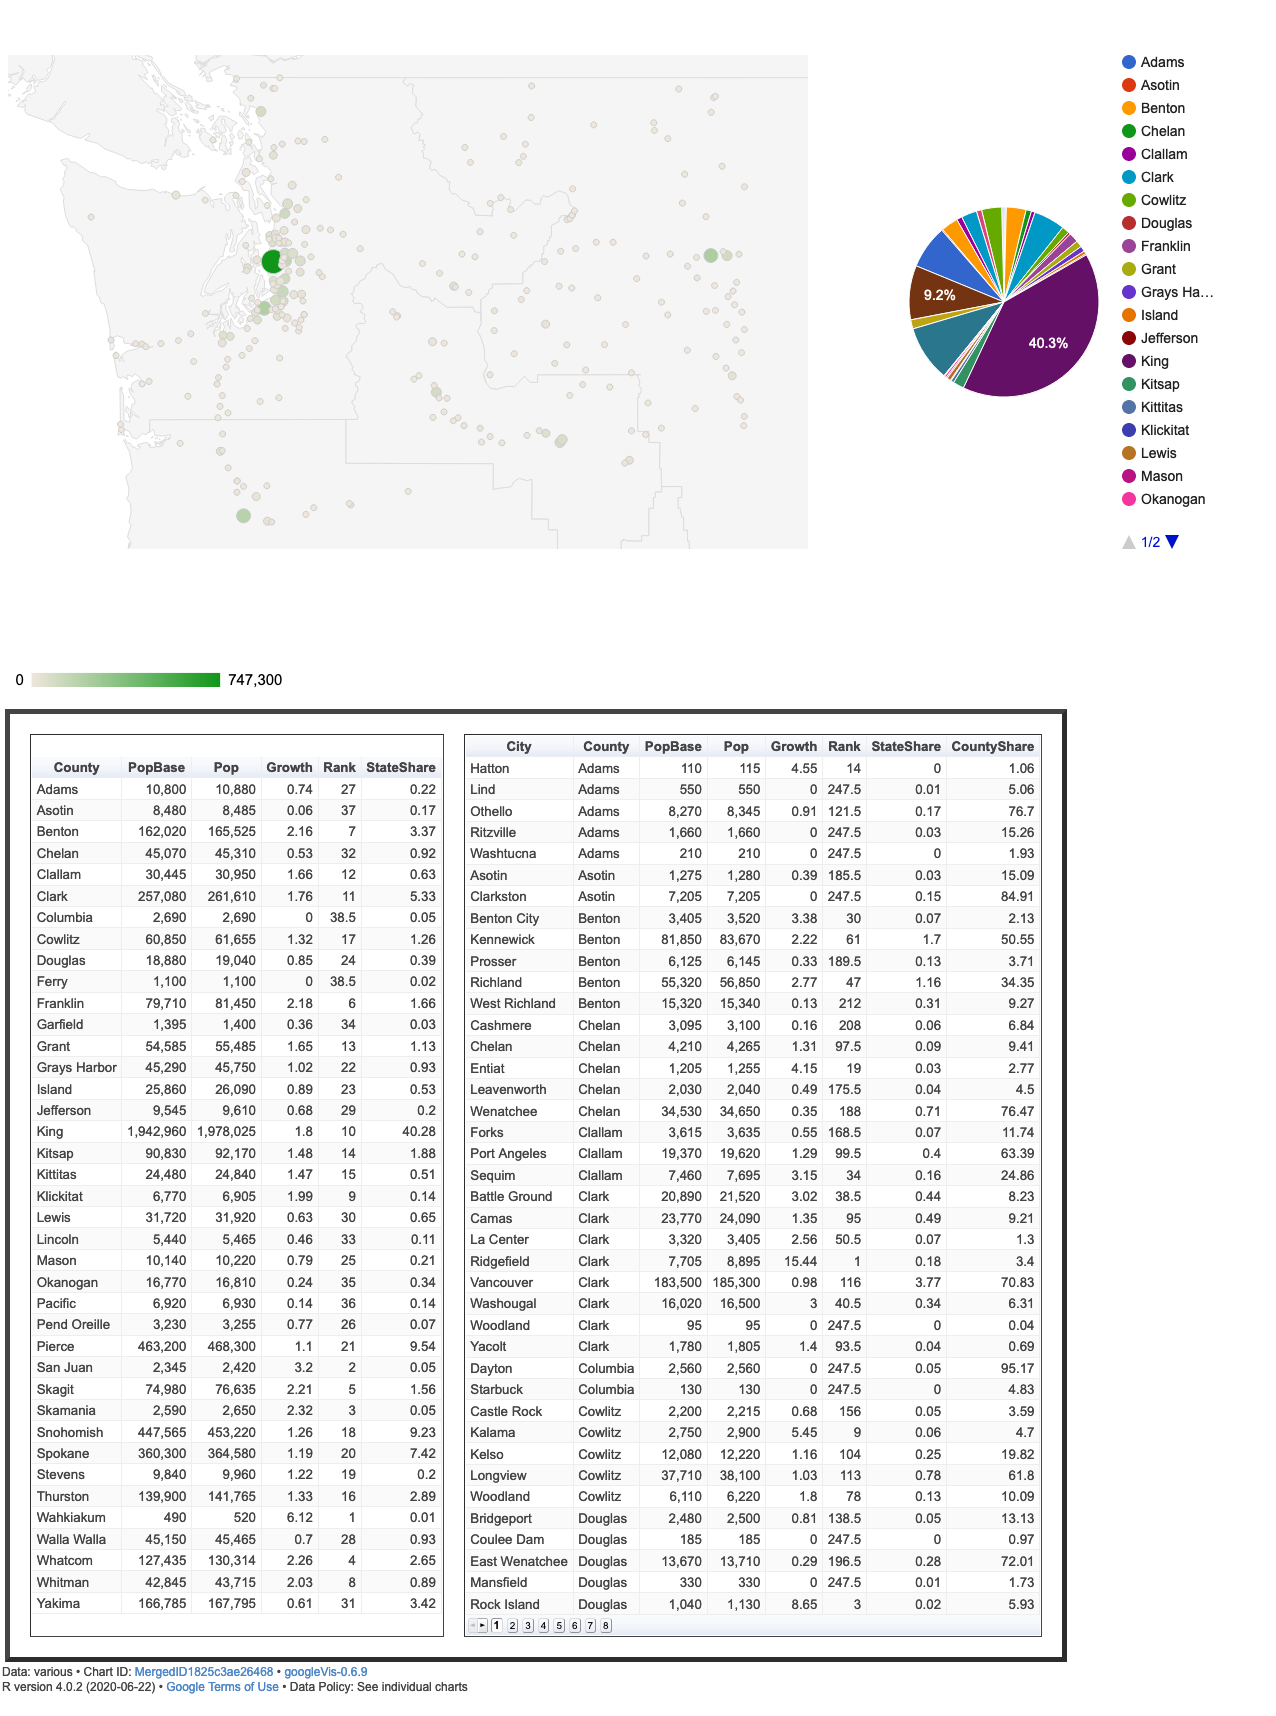 Adams
Asotin
Benton
Chelan
Clallam
Clark
Cowlitz
Douglas
Franklin
Grant
Grays Ha…
Island
Jefferson
King
Kitsap
Kittitas
Klickitat
Lewis
Mason
Okanogan
1/2
9.2%
40.3%
0 747,300
County PopBase Pop Growth Rank StateShare
Adams 10,800 10,880 0.74 27 0.22
Asotin 8,480 8,485 0.06 37 0.17
Benton 162,020 165,525 2.16 7 3.37
Chelan 45,070 45,310 0.53 32 0.92
Clallam 30,445 30,950 1.66 12 0.63
Clark 257,080 261,610 1.76 11 5.33
Columbia 2,690 2,690 0 38.5 0.05
Cowlitz 60,850 61,655 1.32 17 1.26
Douglas 18,880 19,040 0.85 24 0.39
Ferry 1,100 1,100 0 38.5 0.02
Franklin 79,710 81,450 2.18 6 1.66
Garfield 1,395 1,400 0.36 34 0.03
Grant 54,585 55,485 1.65 13 1.13
Grays Harbor 45,290 45,750 1.02 22 0.93
Island 25,860 26,090 0.89 23 0.53
Jefferson 9,545 9,610 0.68 29 0.2
King 1,942,960 1,978,025 1.8 10 40.28
Kitsap 90,830 92,170 1.48 14 1.88
Kittitas 24,480 24,840 1.47 15 0.51
Klickitat 6,770 6,905 1.99 9 0.14
Lewis 31,720 31,920 0.63 30 0.65
Lincoln 5,440 5,465 0.46 33 0.11
Mason 10,140 10,220 0.79 25 0.21
Okanogan 16,770 16,810 0.24 35 0.34
Pacific 6,920 6,930 0.14 36 0.14
Pend Oreille 3,230 3,255 0.77 26 0.07
Pierce 463,200 468,300 1.1 21 9.54
San Juan 2,345 2,420 3.2 2 0.05
Skagit 74,980 76,635 2.21 5 1.56
Skamania 2,590 2,650 2.32 3 0.05
Snohomish 447,565 453,220 1.26 18 9.23
Spokane 360,300 364,580 1.19 20 7.42
Stevens 9,840 9,960 1.22 19 0.2
Thurston 139,900 141,765 1.33 16 2.89
Wahkiakum 490 520 6.12 1 0.01
Walla Walla 45,150 45,465 0.7 28 0.93
Whatcom 127,435 130,314 2.26 4 2.65
Whitman 42,845 43,715 2.03 8 0.89
Yakima 166,785 167,795 0.61 31 3.42
City County PopBase Pop Growth Rank StateShare CountyShare
Hatton Adams 110 115 4.55 14 0 1.06
Lind Adams 550 550 0 247.5 0.01 5.06
Othello Adams 8,270 8,345 0.91 121.5 0.17 76.7
Ritzville Adams 1,660 1,660 0 247.5 0.03 15.26
Washtucna Adams 210 210 0 247.5 0 1.93
Asotin Asotin 1,275 1,280 0.39 185.5 0.03 15.09
Clarkston Asotin 7,205 7,205 0 247.5 0.15 84.91
Benton City Benton 3,405 3,520 3.38 30 0.07 2.13
Kennewick Benton 81,850 83,670 2.22 61 1.7 50.55
Prosser Benton 6,125 6,145 0.33 189.5 0.13 3.71
Richland Benton 55,320 56,850 2.77 47 1.16 34.35
West Richland Benton 15,320 15,340 0.13 212 0.31 9.27
Cashmere Chelan 3,095 3,100 0.16 208 0.06 6.84
Chelan Chelan 4,210 4,265 1.31 97.5 0.09 9.41
Entiat Chelan 1,205 1,255 4.15 19 0.03 2.77
Leavenworth Chelan 2,030 2,040 0.49 175.5 0.04 4.5
Wenatchee Chelan 34,530 34,650 0.35 188 0.71 76.47
Forks Clallam 3,615 3,635 0.55 168.5 0.07 11.74
Port Angeles Clallam 19,370 19,620 1.29 99.5 0.4 63.39
Sequim Clallam 7,460 7,695 3.15 34 0.16 24.86
Battle Ground Clark 20,890 21,520 3.02 38.5 0.44 8.23
Camas Clark 23,770 24,090 1.35 95 0.49 9.21
La Center Clark 3,320 3,405 2.56 50.5 0.07 1.3
Ridgefield Clark 7,705 8,895 15.44 1 0.18 3.4
Vancouver Clark 183,500 185,300 0.98 116 3.77 70.83
Washougal Clark 16,020 16,500 3 40.5 0.34 6.31
Woodland Clark 95 95 0 247.5 0 0.04
Yacolt Clark 1,780 1,805 1.4 93.5 0.04 0.69
Dayton Columbia 2,560 2,560 0 247.5 0.05 95.17
Starbuck Columbia 130 130 0 247.5 0 4.83
Castle Rock Cowlitz 2,200 2,215 0.68 156 0.05 3.59
Kalama Cowlitz 2,750 2,900 5.45 9 0.06 4.7
Kelso Cowlitz 12,080 12,220 1.16 104 0.25 19.82
Longview Cowlitz 37,710 38,100 1.03 113 0.78 61.8
Woodland Cowlitz 6,110 6,220 1.8 78 0.13 10.09
Bridgeport Douglas 2,480 2,500 0.81 138.5 0.05 13.13
Coulee Dam Douglas 185 185 0 247.5 0 0.97
East Wenatchee Douglas 13,670 13,710 0.29 196.5 0.28 72.01
Mansfield Douglas 330 330 0 247.5 0.01 1.73
Rock Island Douglas 1,040 1,130 8.65 3 0.02 5.93
1 2 3 4 5 6 7 8
Data: various • Chart ID: MergedID1825c3ae26468 • googleVis-0.6.9
R version 4.0.2 (2020-06-22) • Google Terms of Use • Data Policy: See individual charts